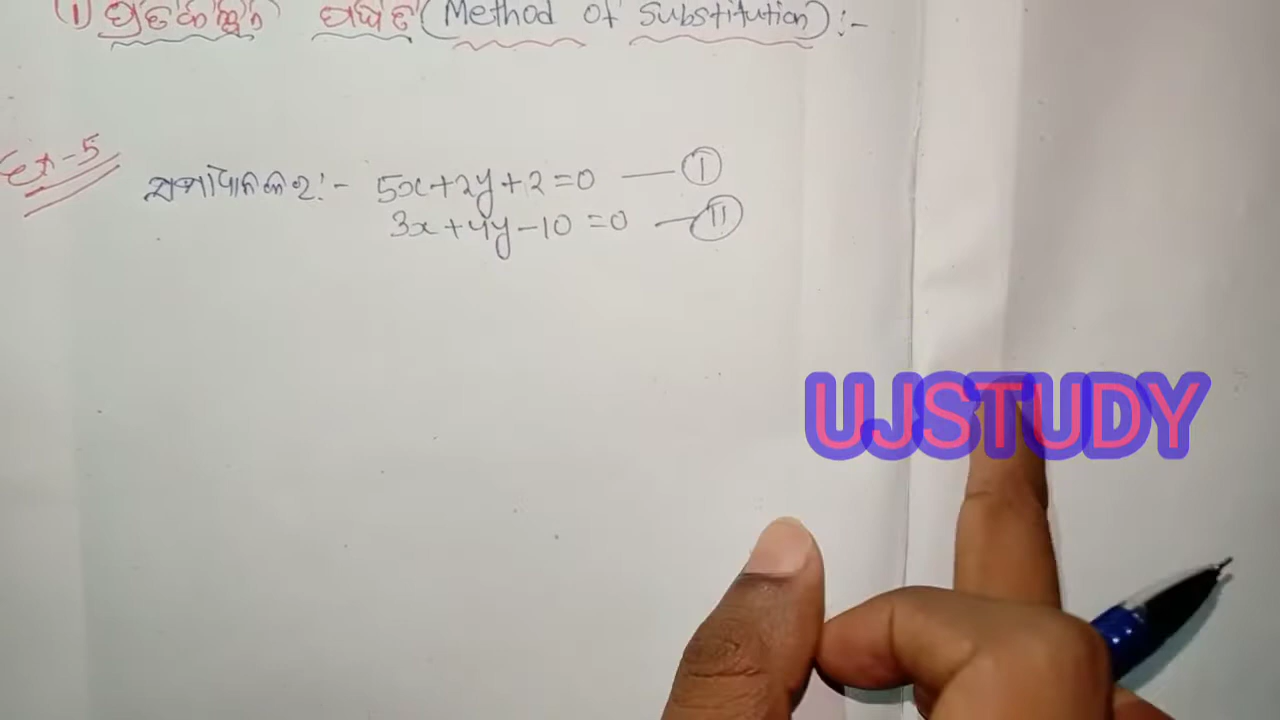 (1) ପ୍ରତିକଳ୍ପନ ପଦ୍ଧତି (Method of Substitution) :-
Ex-5
ସମାଧାନ କର :- 5x+2y+2=0 — I
3x+4y-10=0 — II
UJSTUDY